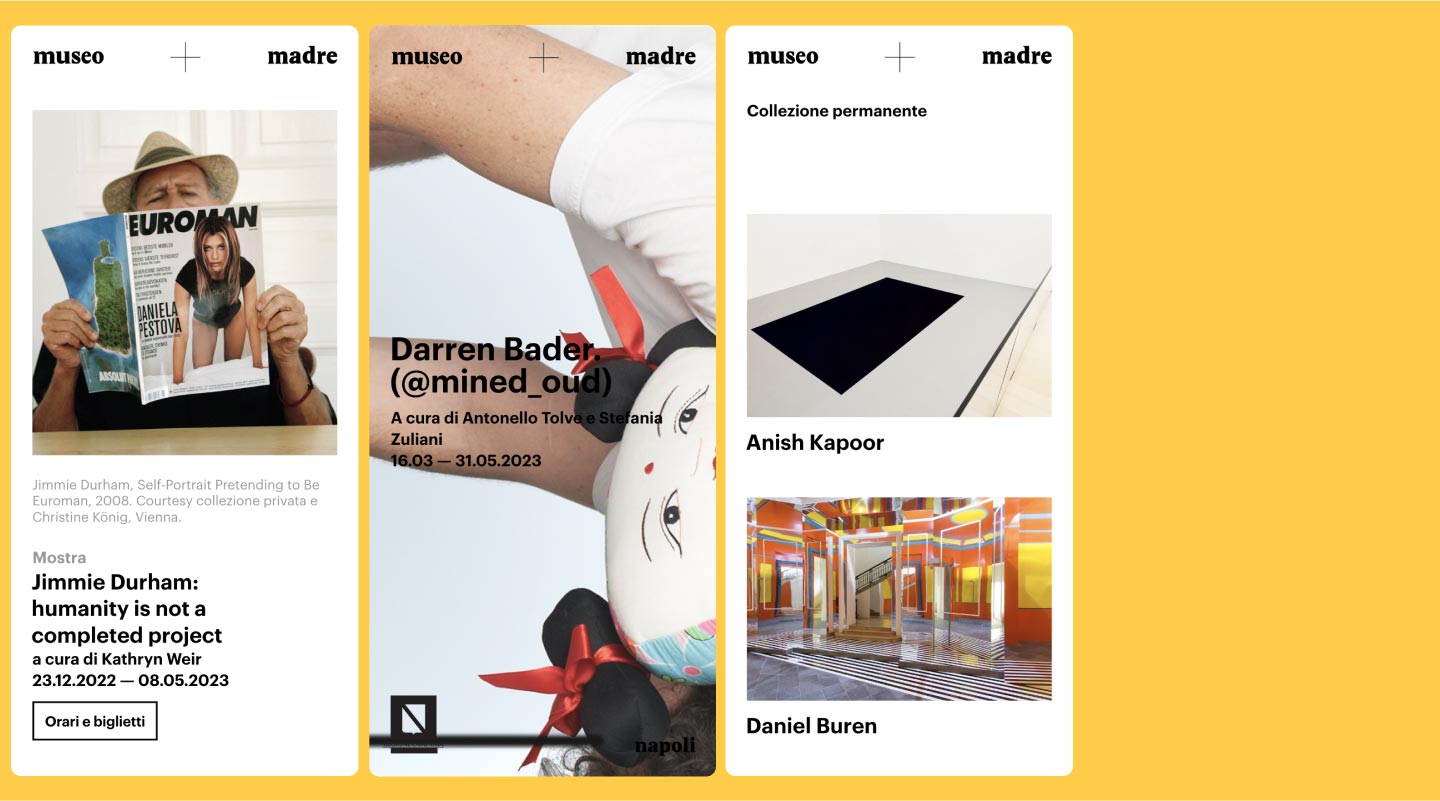 museo
madre
EUROMAN
DANIELA
PESTOVA
Jimmie Durham, Self-Portrait Pretending to Be
Euroman, 2008. Courtesy collezione privata e
Christine König, Vienna.
Mostra
Jimmie Durham:
humanity is not a
completed project
a cura di Kathryn Weir
23.12.2022 — 08.05.2023
Orari e biglietti
museo
madre
Darren Bader.
(@mined_oud)
A cura di Antonello Tolve e Stefania
Zuliani
16.03 — 31.05.2023
napoli
museo
madre
Collezione permanente
Anish Kapoor
Daniel Buren